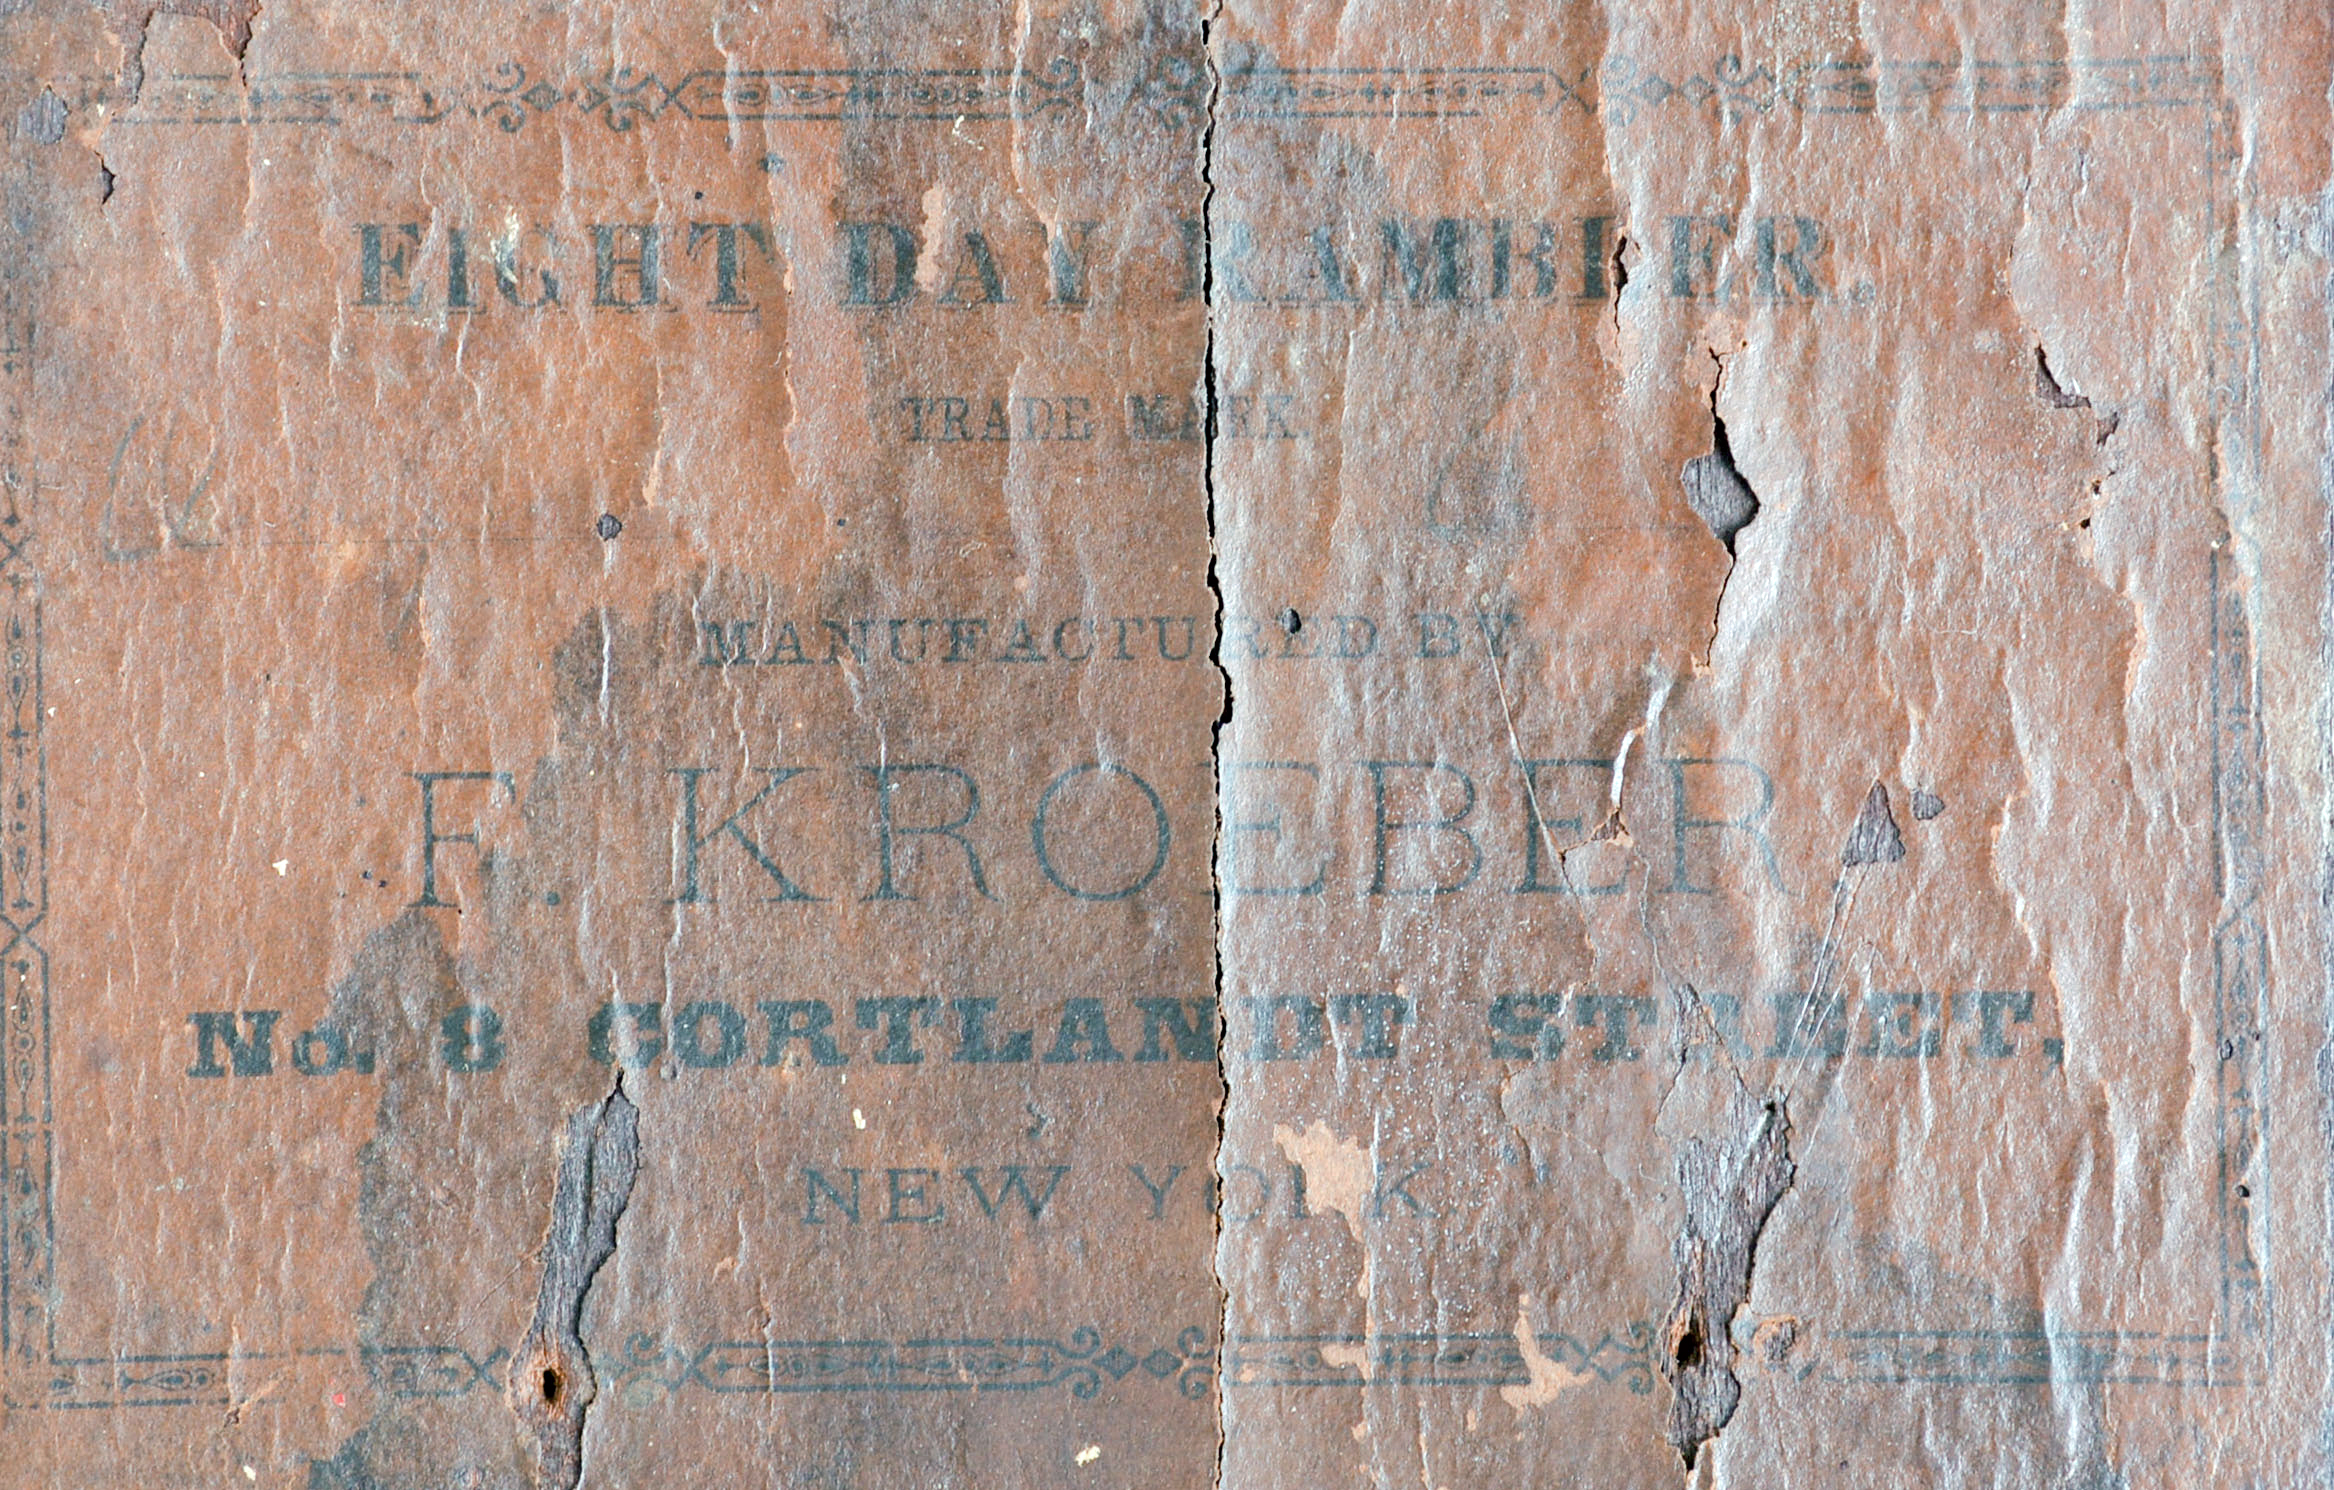 EIGHT DAY RAMBLER.
TRADE MARK.
MANUFACTURED BY
F. KROEBER,
No. 8 CORTLANDT STREET,
NEW YORK.